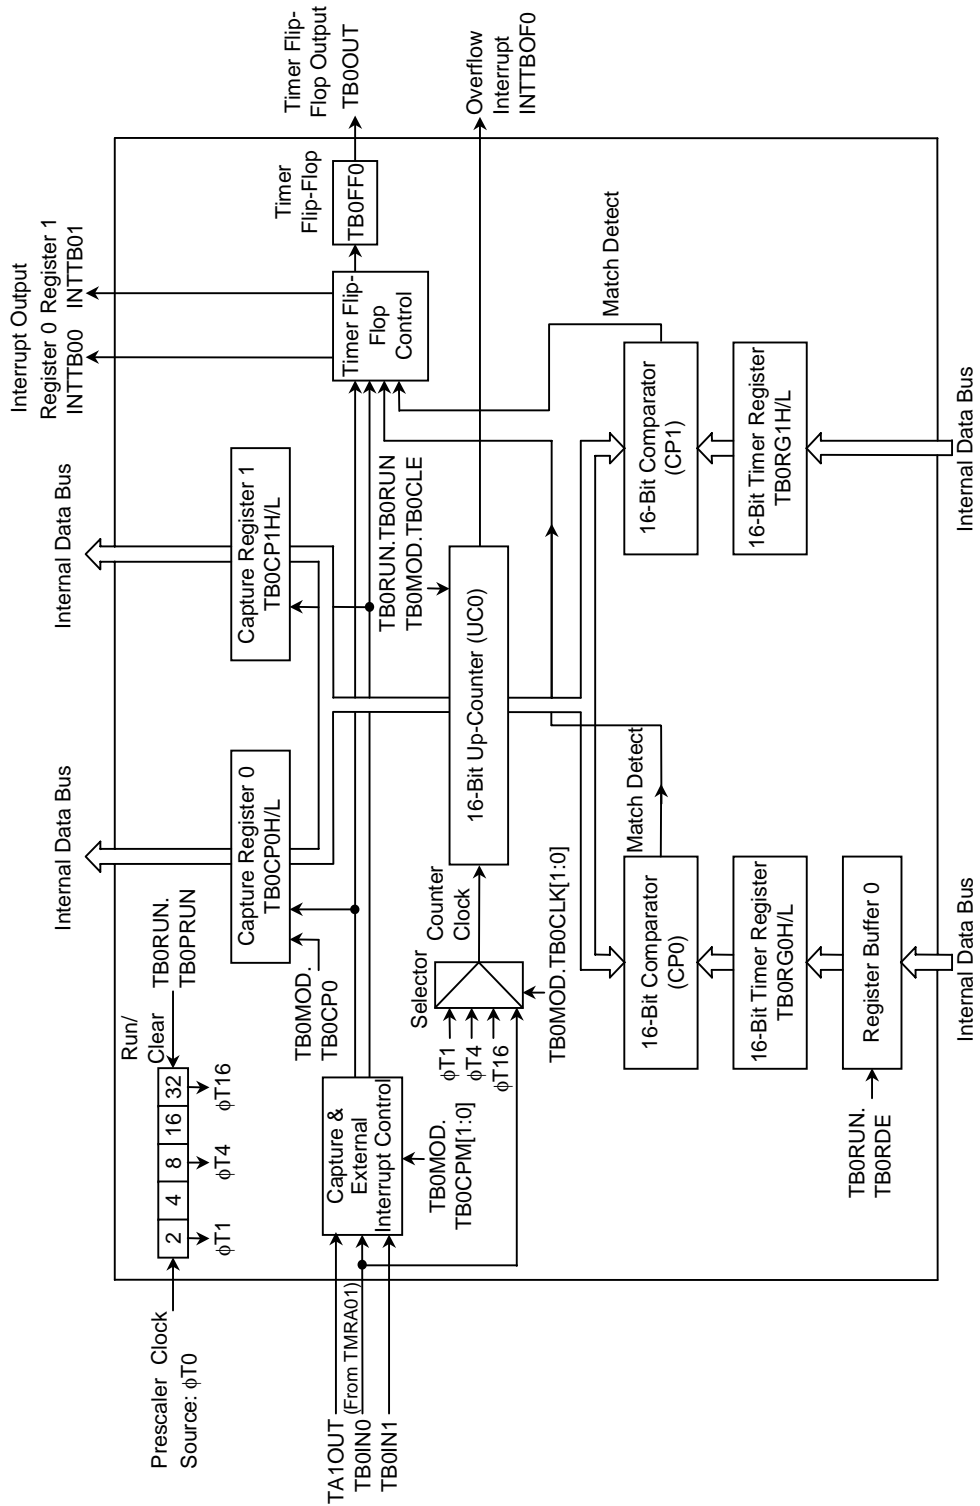 Prescaler Clock
Source: ϕT0
2 4 8 16 32
Run/
Clear
TB0RUN.
TB0PRUN
ϕT1
ϕT4
ϕT16
Internal Data Bus
Internal Data Bus
Interrupt Output
Register 0 Register 1
INTTB00 INTTB01
Capture Register 0
TB0CP0H/L
Capture Register 1
TB0CP1H/L
TB0MOD.
TB0CP0
TA1OUT
(From TMRA01)
TB0IN0
TB0IN1
Capture &
External
Interrupt Control
TB0MOD.
TB0CPM[1:0]
TB0RUN.TB0RUN
TB0MOD.TB0CLE
Timer Flip-
Flop
Control
Timer
Flip-Flop
TB0FF0
Timer Flip-
Flop Output
TB0OUT
Selector
ϕT1
ϕT4
ϕT16
Counter
Clock
TB0MOD.TB0CLK[1:0]
16-Bit Up-Counter (UC0)
Overflow
Interrupt
INTTBOF0
Match Detect
Match Detect
16-Bit Comparator
(CP0)
16-Bit Comparator
(CP1)
16-Bit Timer Register
TB0RG0H/L
16-Bit Timer Register
TB0RG1H/L
TB0RUN.
TB0RDE
Register Buffer 0
Internal Data Bus
Internal Data Bus